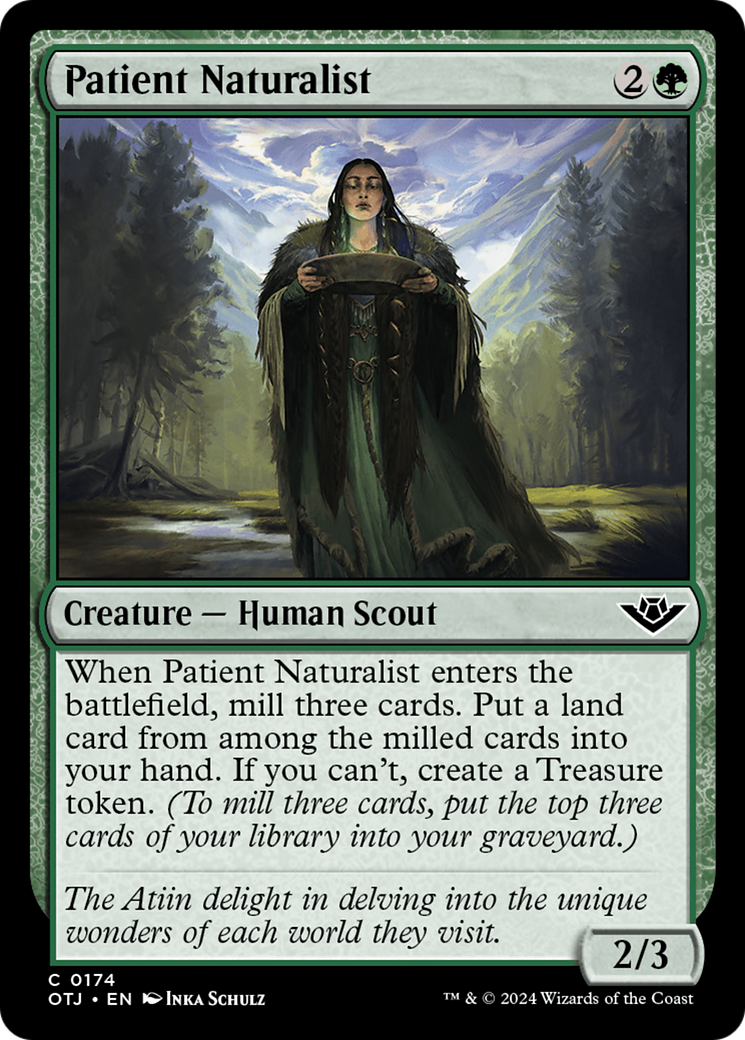 Patient Naturalist 2
Creature — Human Scout
When Patient Naturalist enters the
battlefield, mill three cards. Put a land
card from among the milled cards into
your hand. If you can't, create a Treasure
token. (To mill three cards, put the top three
cards of your library into your graveyard.)
The Atiin delight in delving into the unique
wonders of each world they visit.
2/3
C 0174
OTJ • EN Inka Schulz
™ & © 2024 Wizards of the Coast